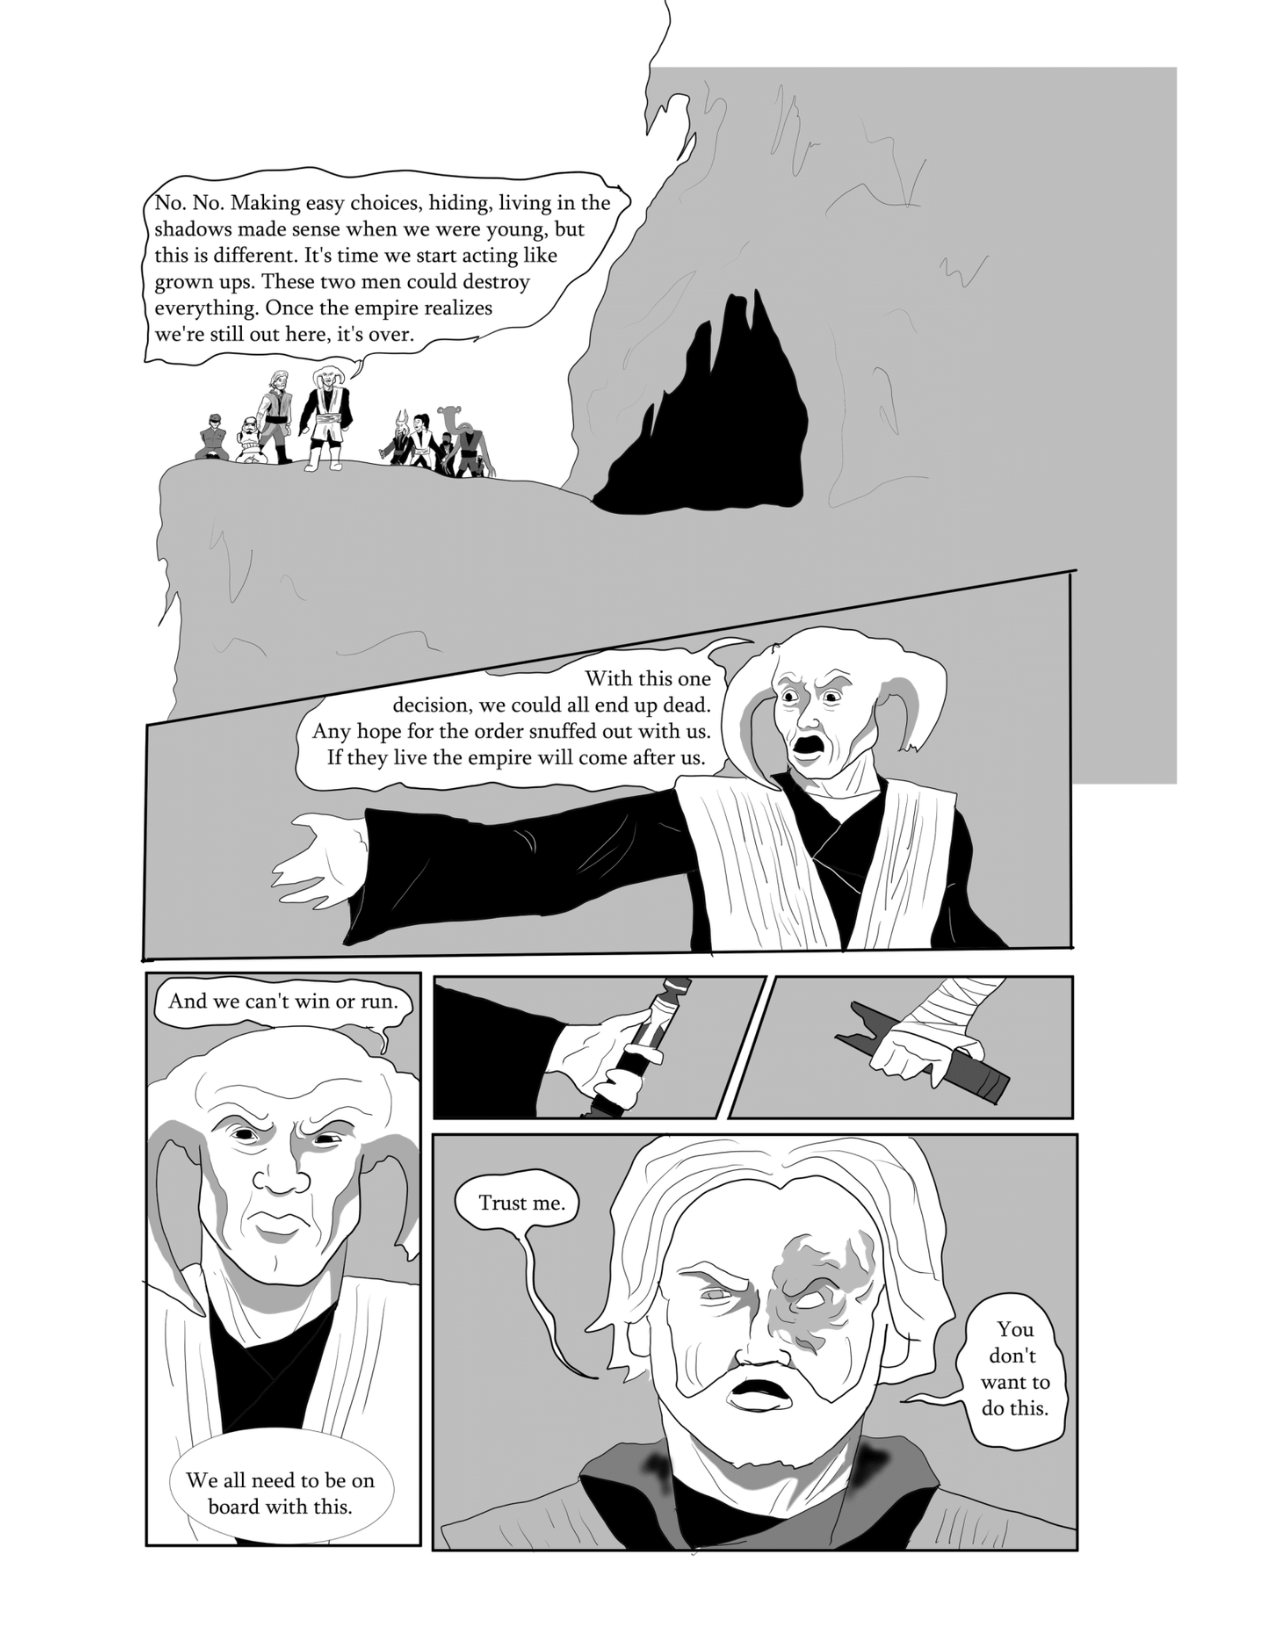 No. No. Making easy choices, hiding, living in the
shadows made sense when we were young, but
this is different. It's time we start acting like
grown ups. These two men could destroy
everything. Once the empire realizes
we're still out here, it's over.
With this one
decision, we could all end up dead.
Any hope for the order snuffed out with us.
If they live the empire will come after us.
And we can't win or run.
We all need to be on
board with this.
Trust me.
You
don't
want to
do this.